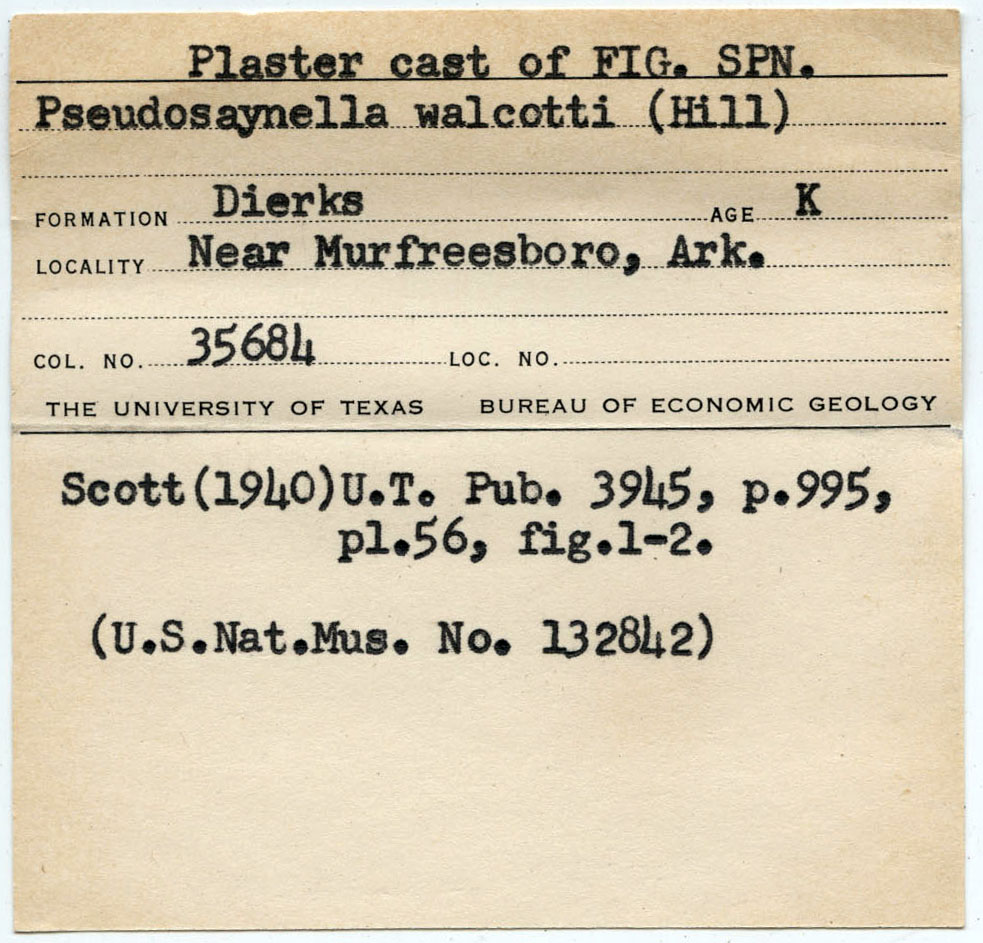 Plaster cast of FIG. SPN.
Pseudosaynella walcotti (Hill)
FORMATION Dierks AGE K
LOCALITY Near Murfreesboro, Ark.
COL. NO. 35684 LOC. NO.
THE UNIVERSITY OF TEXAS BUREAU OF ECONOMIC GEOLOGY
Scott(1940)U.T. Pub. 3945, p.995,
pl.56, fig.1-2.
(U.S.Nat.Mus. No. 132842)